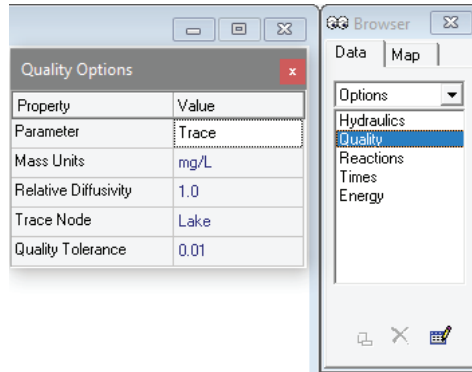 Quality Options
x
Property Value
Parameter Trace
Mass Units mg/L
Relative Diffusivity 1.0
Trace Node Lake
Quality Tolerance 0.01
Browser
Data Map
Options
Hydraulics
Quality
Reactions
Times
Energy